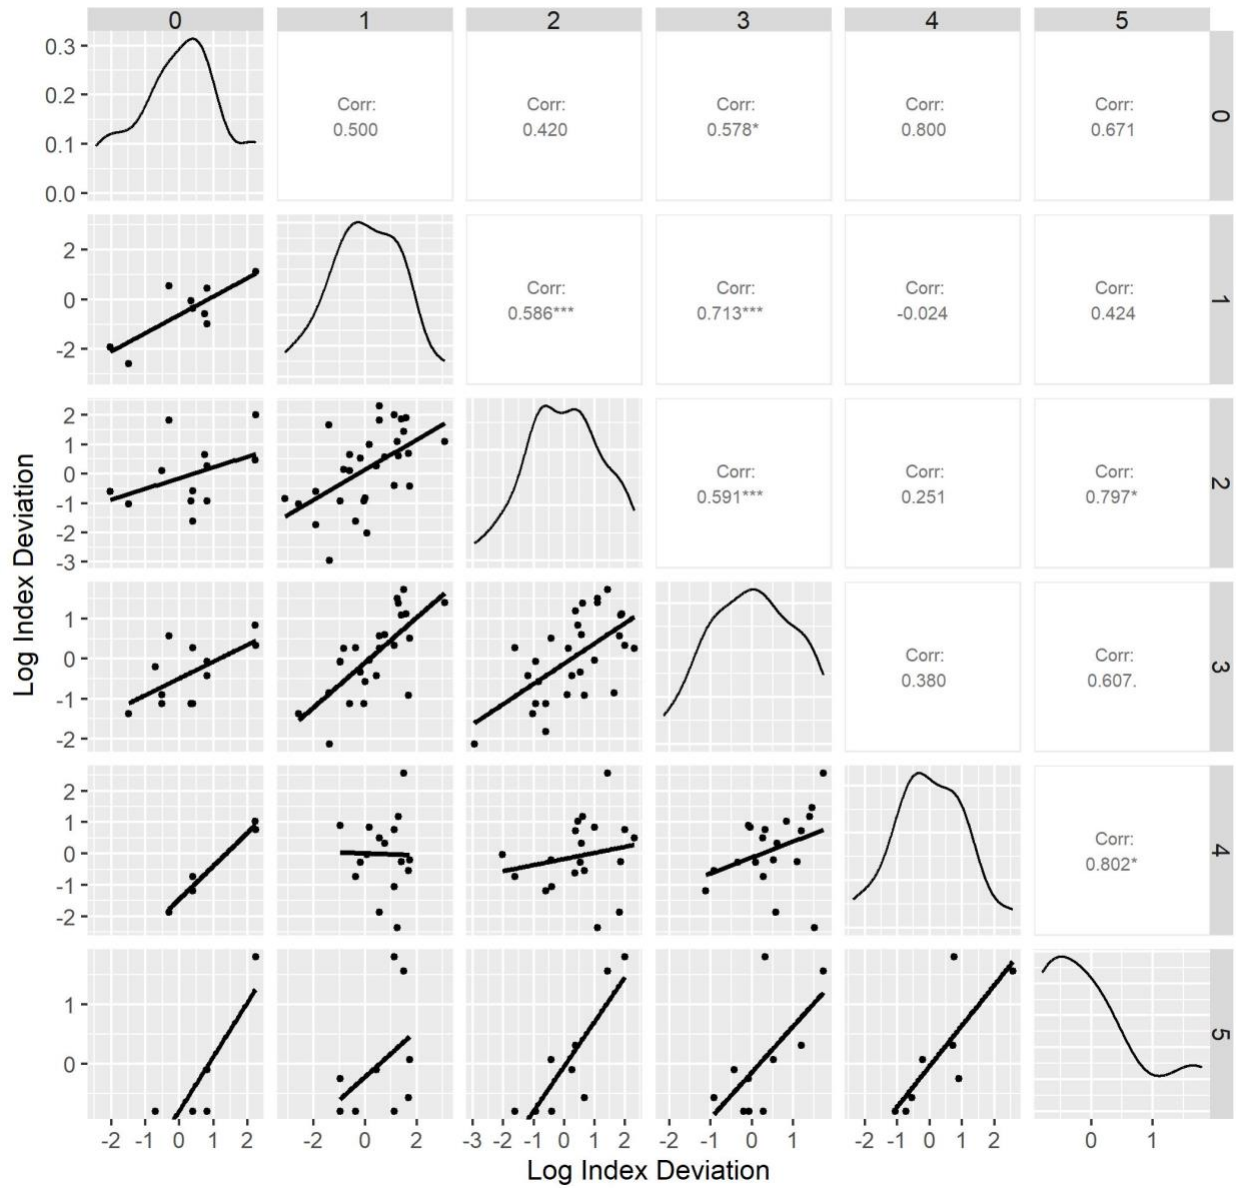 0 1 2 3 4 5
0.3
0.2
0.1
0.0
Corr:
0.500
Corr:
0.420
Corr:
0.578*
Corr:
0.800
Corr:
0.671
0
2
0
-2
Corr:
0.586***
Corr:
0.713***
Corr:
-0.024
Corr:
0.424
1
2
1
0
-1
-2
-3
Corr:
0.591***
Corr:
0.251
Corr:
0.797*
2
Log Index Deviation
1
0
-1
-2
Corr:
0.380
Corr:
0.607.
3
2
1
0
-1
-2
Corr:
0.802*
4
1
0
5
-2 -1 0 1 2 -2 0 2 -3 -2 -1 0 1 2 -2 -1 0 1 -2 -1 0 1 2 0 1
Log Index Deviation